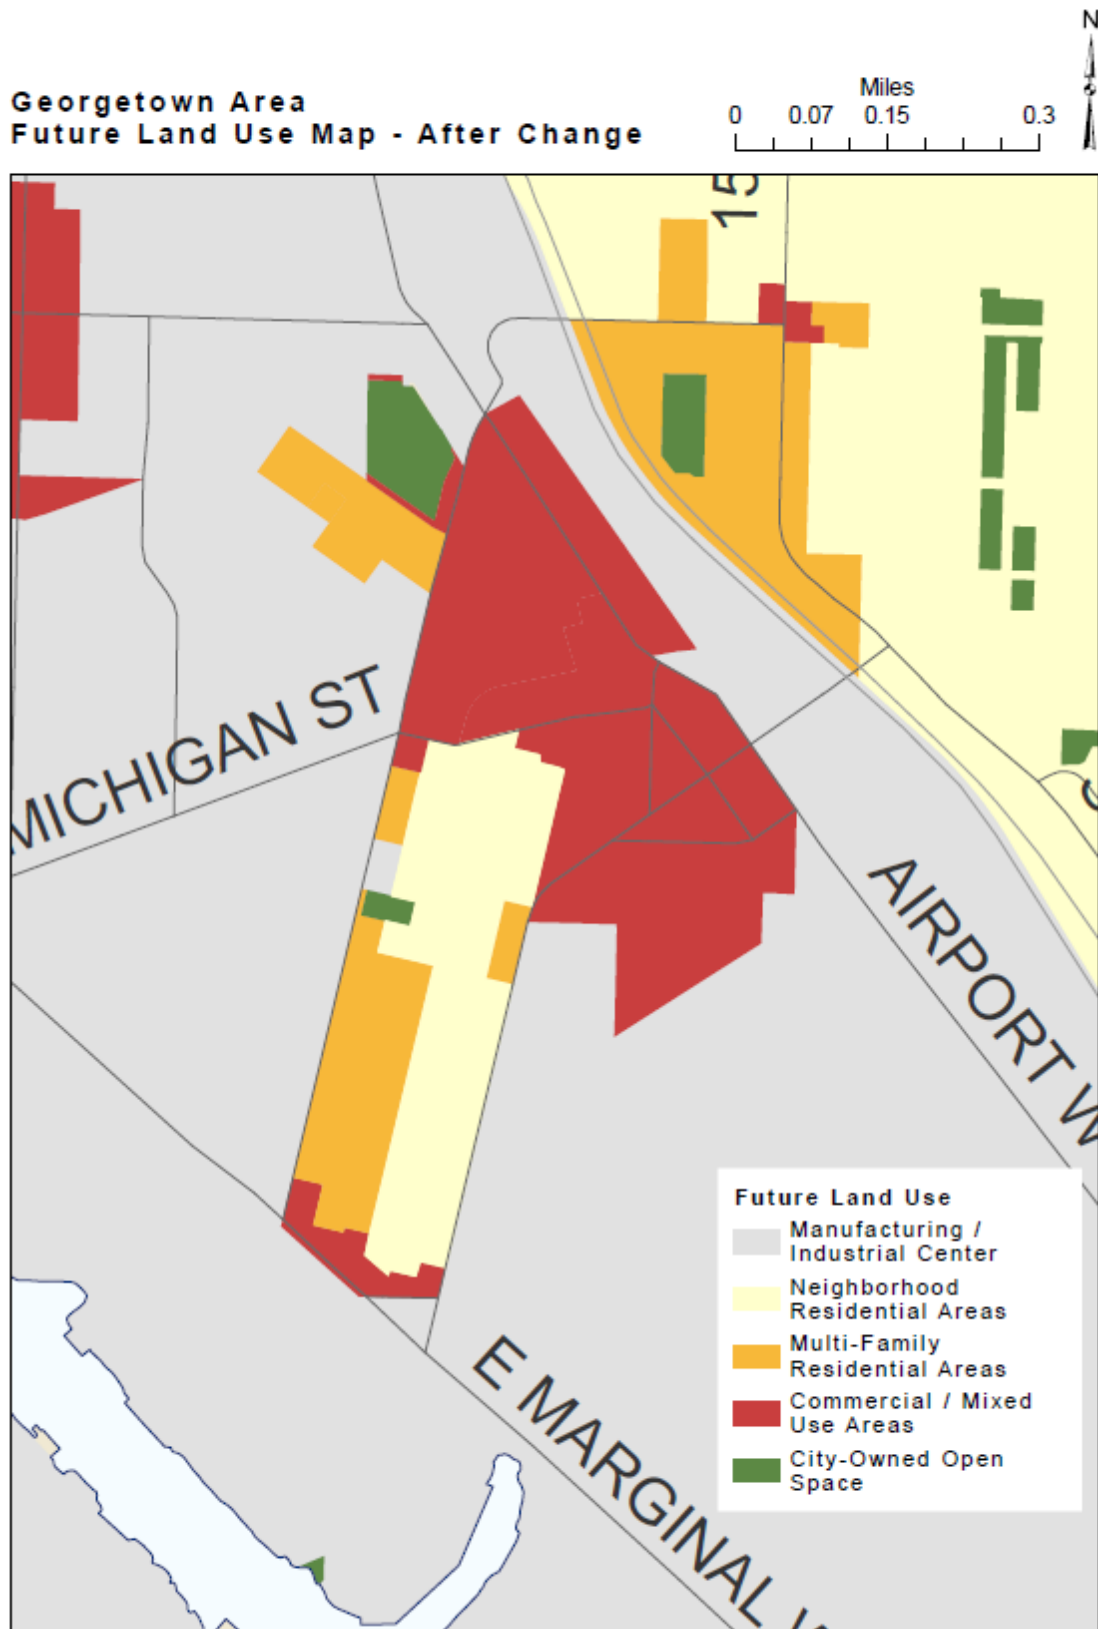 N
Georgetown Area
Future Land Use Map - After Change
Miles
0 0.07 0.15 0.3
15
MICHIGAN ST
AIRPORT W
E MARGINAL W
Future Land Use
Manufacturing /
Industrial Center
Neighborhood
Residential Areas
Multi-Family
Residential Areas
Commercial / Mixed
Use Areas
City-Owned Open
Space